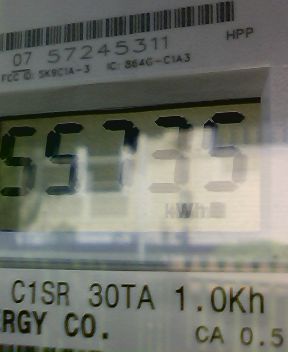 07 57245311
HPP
FCC ID: SK9C1A-3 IC: 864G-C1A3
55735
kWh
C1SR 30TA 1.0Kh
RGY CO.
CA 0.5